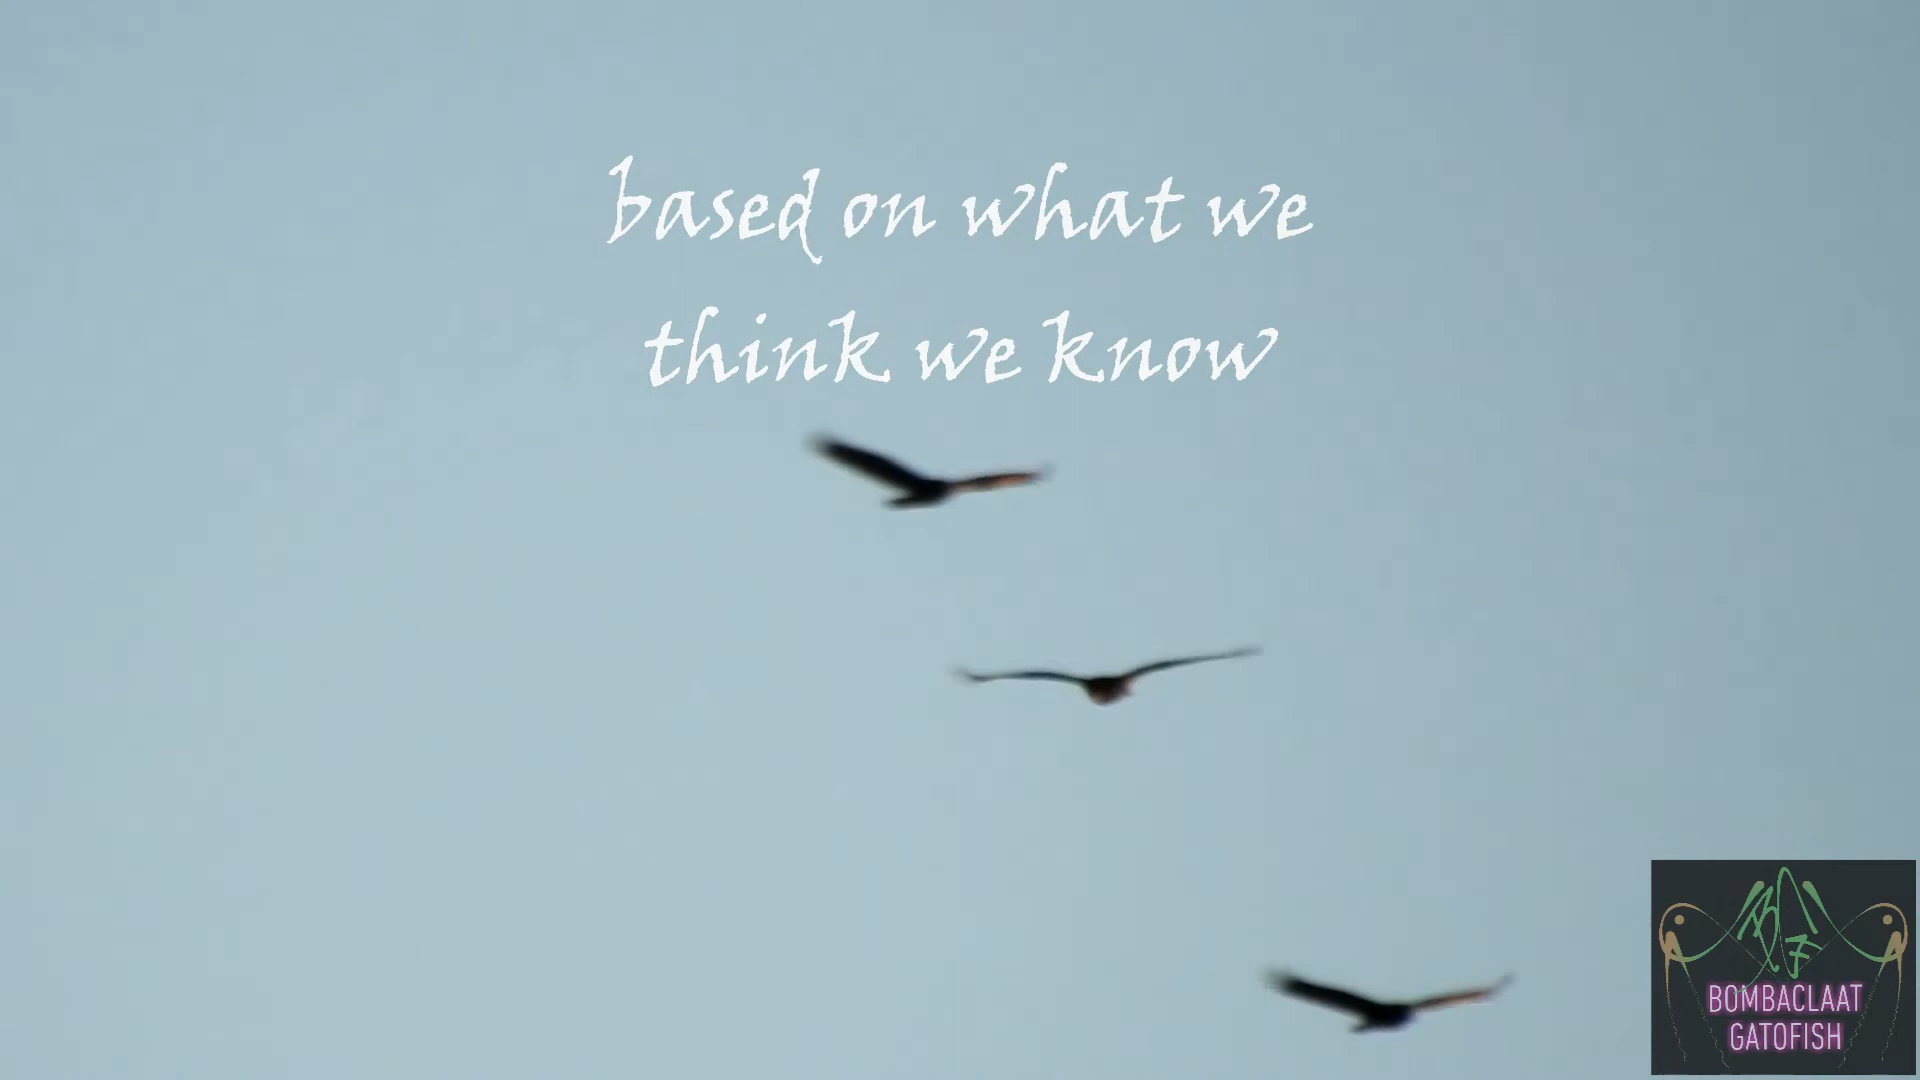 based on what we
think we know
BOMBACLAAT
GATOFISH